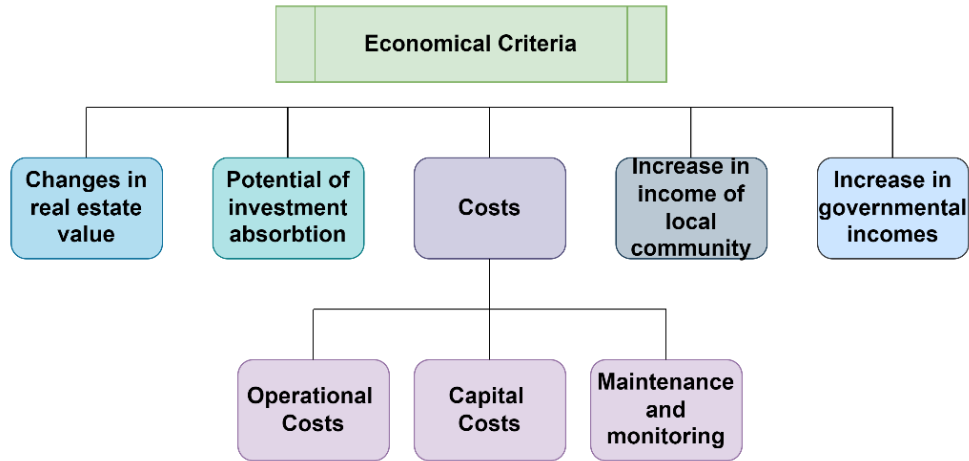 Economical Criteria
Changes in
real estate
value
Potential of
investment
absorbtion
Costs
Increase in
income of
local
community
Increase in
governmental
incomes
Operational
Costs
Capital
Costs
Maintenance
and
monitoring